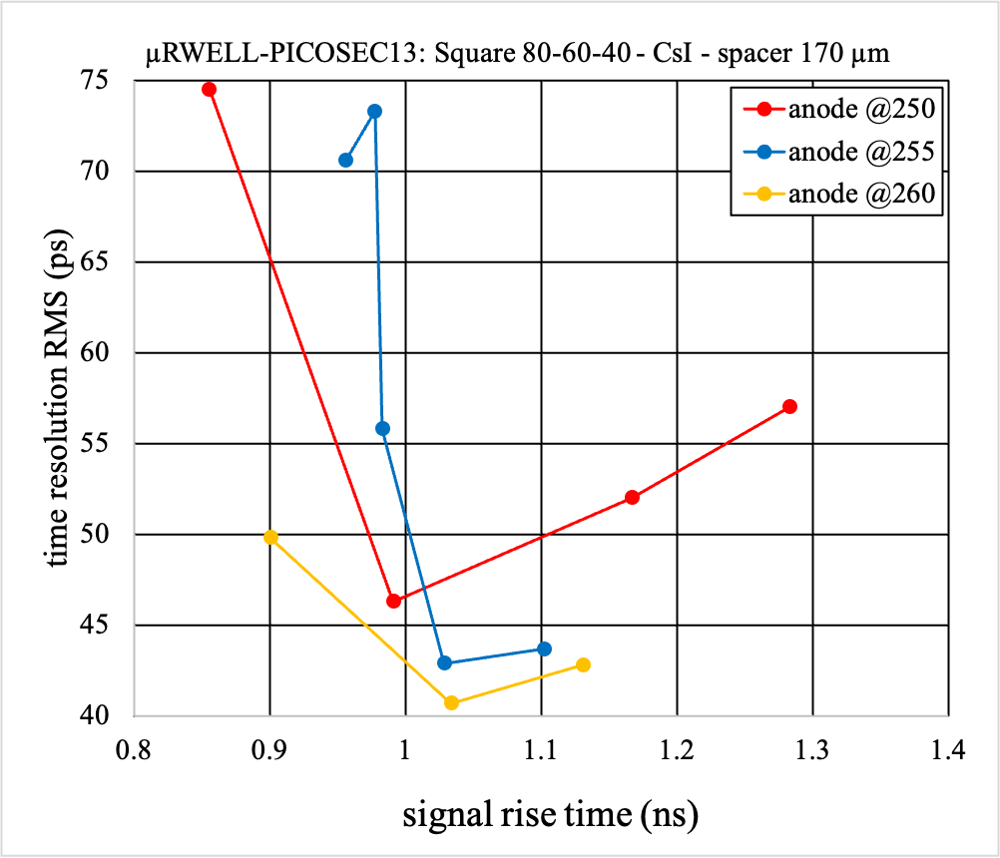 μRWELL-PICOSEC13: Square 80-60-40 - CsI - spacer 170 μm
75
70
65
60
55
50
45
40
time resolution RMS (ps)
anode @250
anode @255
anode @260
0.8 0.9 1 1.1 1.2 1.3 1.4
signal rise time (ns)